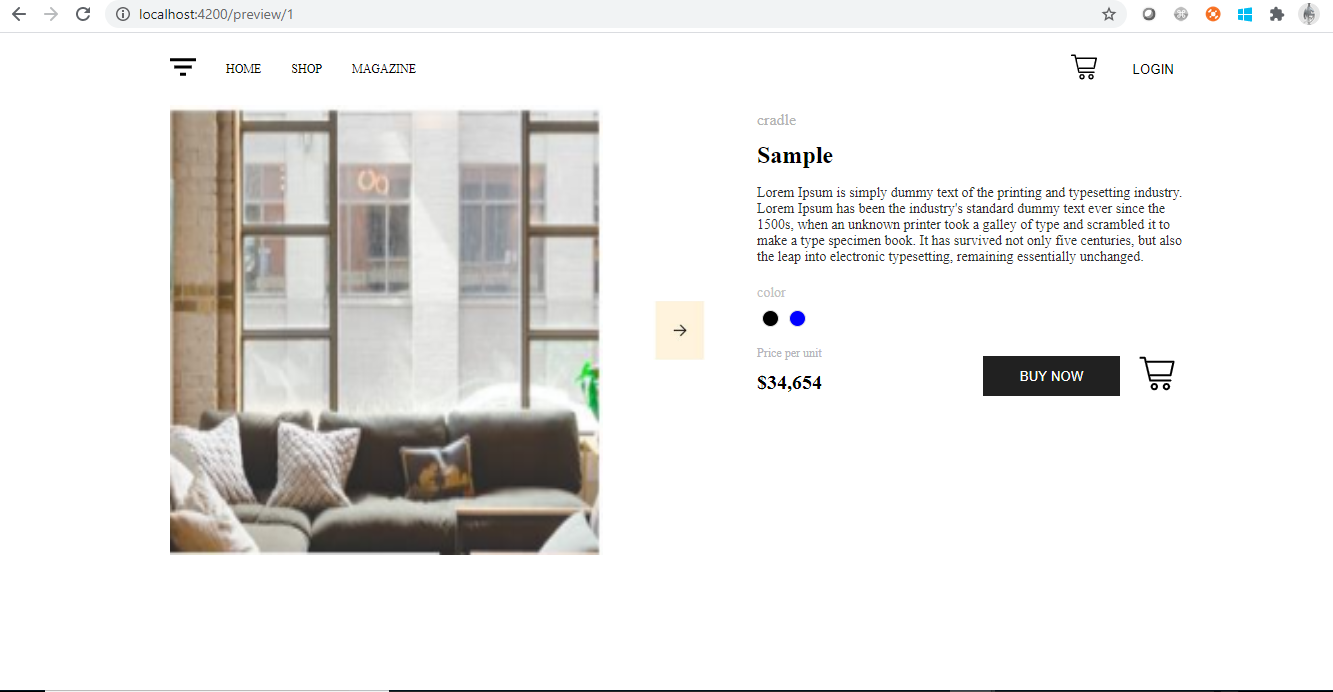 localhost:4200/preview/1
HOME SHOP MAGAZINE LOGIN
cradle
Sample
Lorem Ipsum is simply dummy text of the printing and typesetting industry.
Lorem Ipsum has been the industry's standard dummy text ever since the
1500s, when an unknown printer took a galley of type and scrambled it to
make a type specimen book. It has survived not only five centuries, but also
the leap into electronic typesetting, remaining essentially unchanged.
color
Price per unit
$34,654
BUY NOW